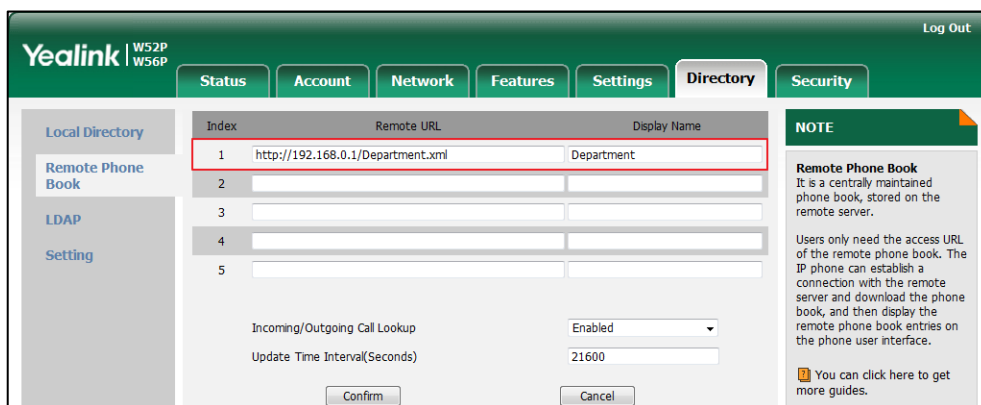 Log Out
Yealink | W52P
W56P
Status
Account
Network
Features
Settings
Directory
Security
Local Directory
Remote Phone
Book
LDAP
Setting
Index Remote URL Display Name
1 http://192.168.0.1/Department.xml Department
2
3
4
5
Incoming/Outgoing Call Lookup Enabled
Update Time Interval(Seconds) 21600
Confirm Cancel
NOTE
Remote Phone Book
It is a centrally maintained
phone book, stored on the
remote server.
Users only need the access URL
of the remote phone book. The
IP phone can establish a
connection with the remote
server and download the phone
book, and then display the
remote phone book entries on
the phone user interface.
You can click here to get
more guides.